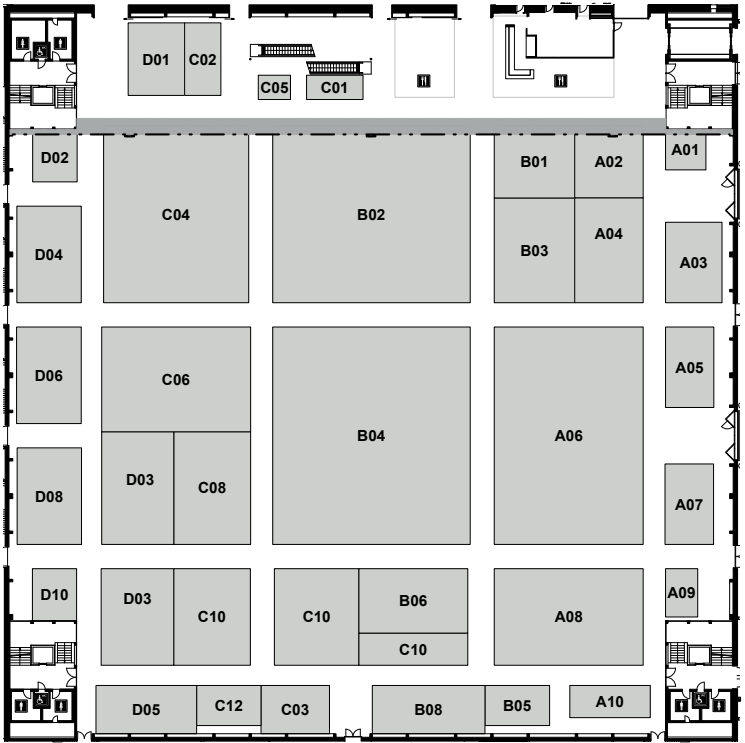 D01 C02
C05 C01
D02 B01 A02 A01
C04 B02
D04 B03 A04 A03
D06 C06 A05
B04 A06
D08 D03 C08 A07
D10 D03 C10 C10 B06 A08 A09
C10
D05 C12 C03 B08 B05 A10